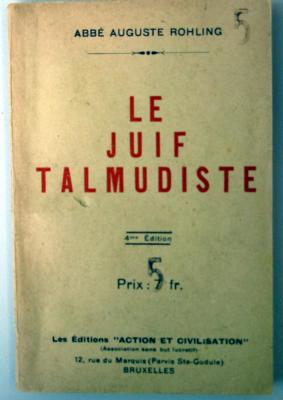 ABBÉ AUGUSTE ROHLING
5
LE
JUIF
TALMUDISTE
4me Édition
5
Prix : 7 fr.
Les Éditions "ACTION ET CIVILISATION"
(Association sans but lucratif)
12, rue du Marquis (Parvis Ste-Gudule)
BRUXELLES